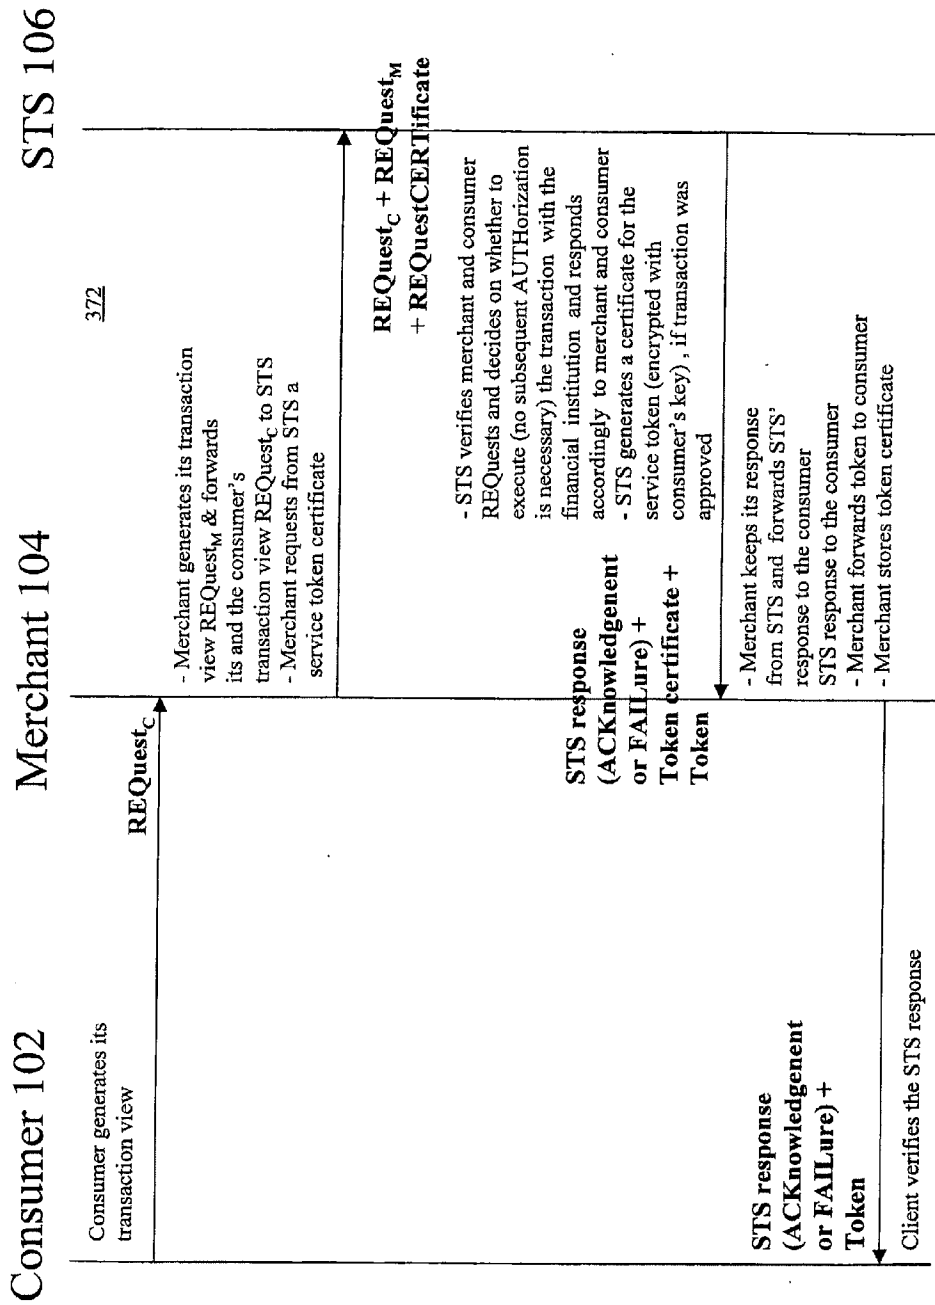 Consumer 102
Merchant 104
STS 106
372
Consumer generates its
transaction view
REQuestC
- Merchant generates its transaction
view REQuestM & forwards
its and the consumer's
transaction view REQuestC to STS
- Merchant requests from STS a
service token certificate
REQuestC + REQuestM
+ REQuestCERTificate
- STS verifies merchant and consumer
REQuests and decides on whether to
execute (no subsequent AUTHorization
is necessary) the transaction with the
financial institution and responds
accordingly to merchant and consumer
- STS generates a certificate for the
service token (encrypted with
consumer's key) , if transaction was
approved
STS response
(ACKnowledgenent
or FAILure) +
Token certificate +
Token
- Merchant keeps its response
from STS and forwards STS'
response to the consumer
STS response to the consumer
- Merchant forwards token to consumer
- Merchant stores token certificate
STS response
(ACKnowledgenent
or FAILure) +
Token
Client verifies the STS response